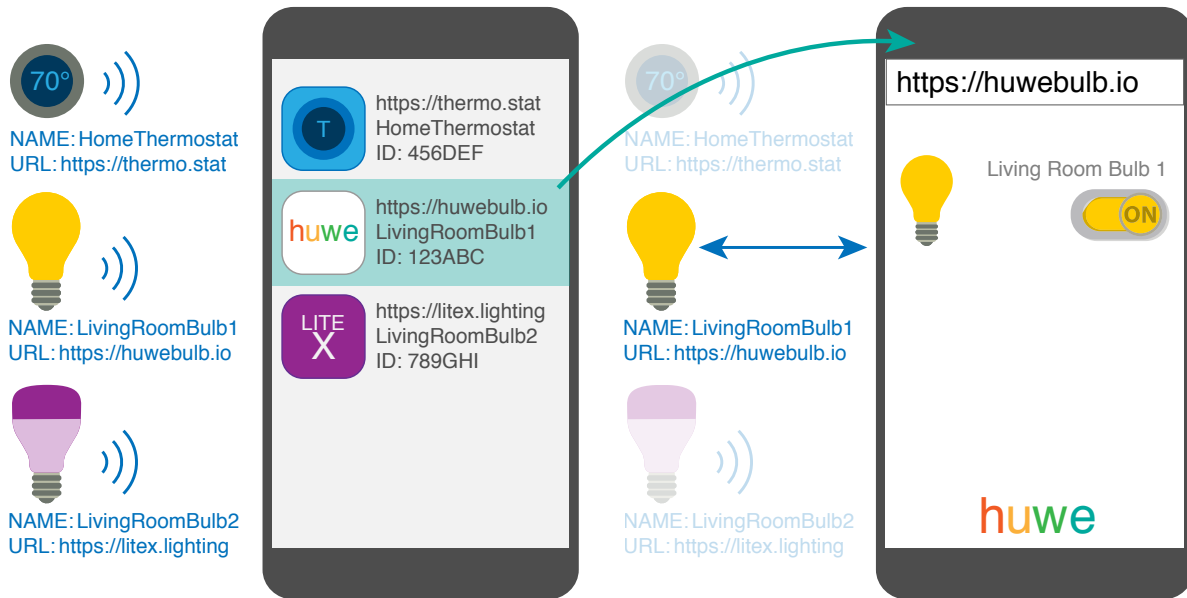 70°
NAME: HomeThermostat
URL: https://thermo.stat
NAME: LivingRoomBulb1
URL: https://huwebulb.io
NAME: LivingRoomBulb2
URL: https://litex.lighting
T
https://thermo.stat
HomeThermostat
ID: 456DEF
huwe
https://huwebulb.io
LivingRoomBulb1
ID: 123ABC
LITE
X
https://litex.lighting
LivingRoomBulb2
ID: 789GHI
70°
NAME: HomeThermostat
URL: https://thermo.stat
NAME: LivingRoomBulb1
URL: https://huwebulb.io
NAME: LivingRoomBulb2
URL: https://litex.lighting
https://huwebulb.io
Living Room Bulb 1
ON
huwe